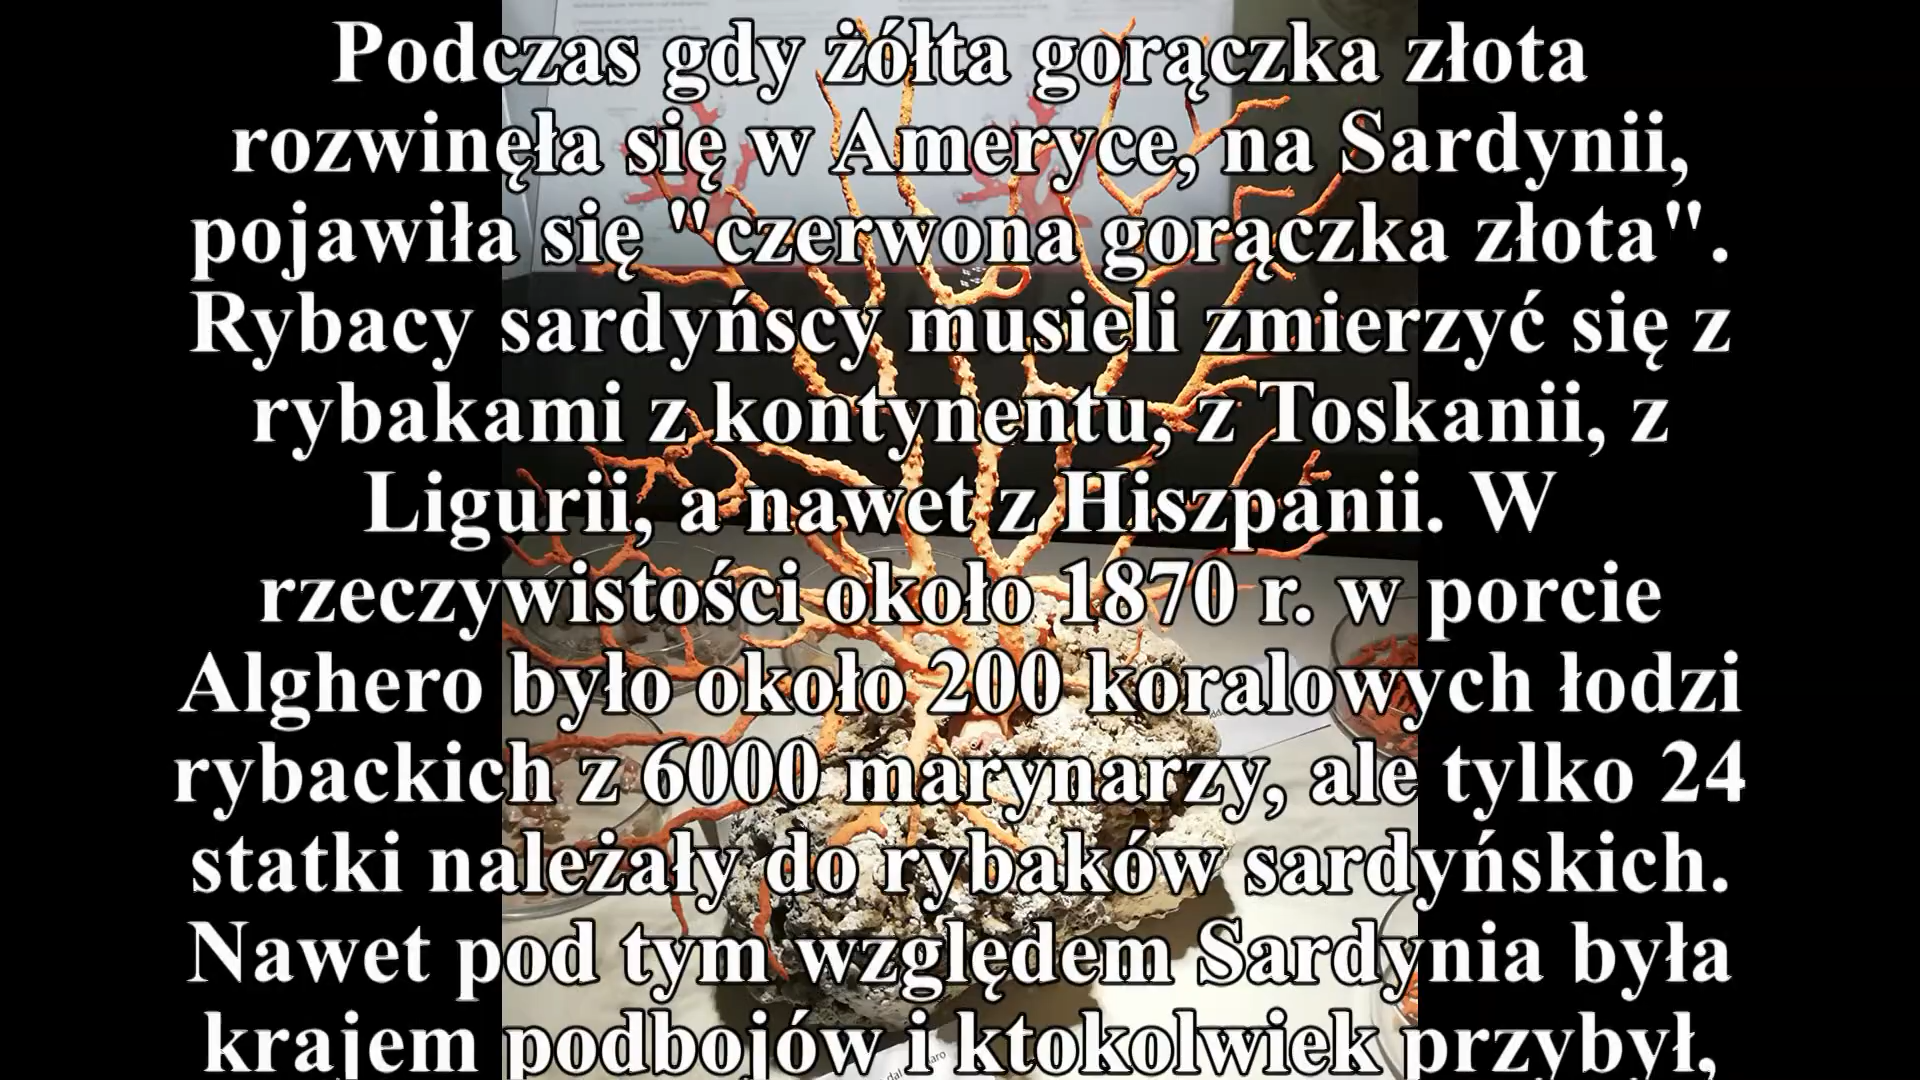 Podczas gdy żółta gorączka złota
rozwinęła się w Ameryce, na Sardynii,
pojawiła się "czerwona gorączka złota".
Rybacy sardyńscy musieli zmierzyć się z
rybakami z kontynentu, z Toskanii, z
Ligurii, a nawet z Hiszpanii. W
rzeczywistości około 1870 r. w porcie
Alghero było około 200 koralowych łodzi
rybackich z 6000 marynarzy, ale tylko 24
statki należały do rybaków sardyńskich.
Nawet pod tym względem Sardynia była
krajem podbojów i ktokolwiek przybył,